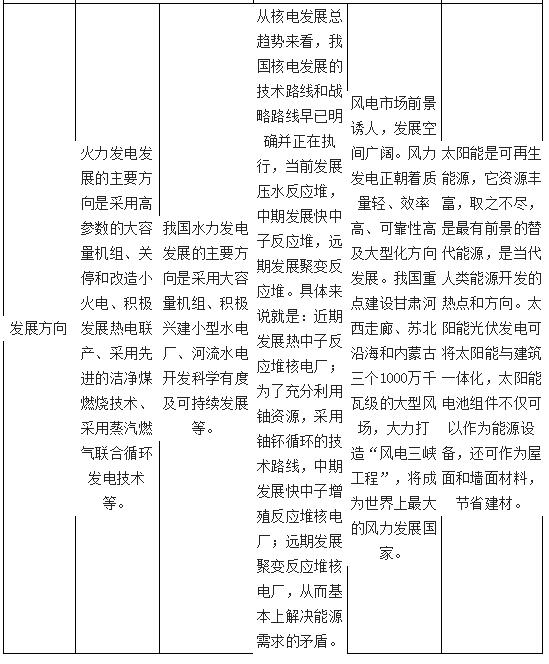 发展方向
火力发电发
展的主要方
向是采用高
参数的大容
量机组、关
停和改造小
火电、积极
发展热电联
产、采用先
进的洁净煤
燃烧技术、
采用蒸汽燃
气联合循环
发电技术
等。
我国水力发电
发展的主要方
向是采用大容
量机组、积极
兴建小型水电
厂、河流水电
开发科学有度
及可持续发展
等。
从核电发展总
趋势来看，我
国核电发展的
技术路线和战
略路线早已明
确并正在执
行，当前发展
压水反应堆，
中期发展快中
子反应堆，远
期发展聚变反
应堆。具体来
说就是：近期
发展热中子反
应堆核电厂；
为了充分利用
铀资源，采用
铀钚循环的技
术路线，中期
发展快中子增
殖反应堆核电
厂；远期发展
聚变反应堆核
电厂，从而基
本上解决能源
需求的矛盾。
风电市场前景
诱人，发展空
间广阔。风力
发电正朝着质
量轻、效率
高、可靠性高
及大型化方向
发展。我国重
点建设甘肃河
西走廊、苏北
沿海和内蒙古
三个1000万千
瓦级的大型风
场，大力打
造“风电三峡
工程”，将成
为世界上最大
的风力发展国
家。
太阳能是可再生
能源，它资源丰
富，取之不尽，
是最有前景的替
代能源，是当代
人类能源开发的
热点和方向。太
阳能光伏发电可
将太阳能与建筑
一体化，太阳能
电池组件不仅可
以作为能源设
备，还可作为屋
面和墙面材料，
节省建材。